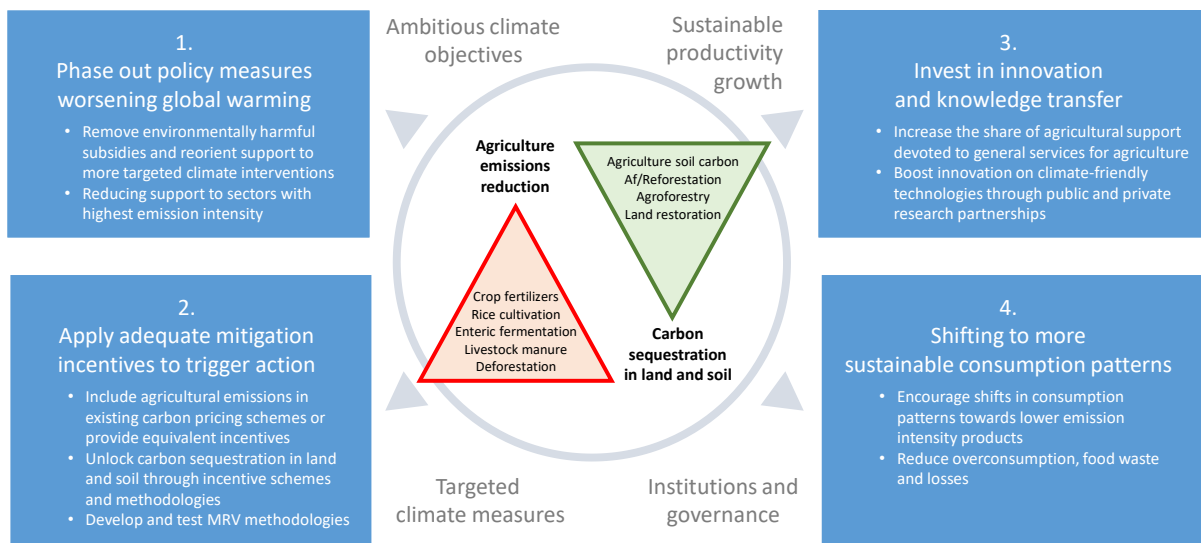 1.
Phase out policy measures
worsening global warming
• Remove environmentally harmful
subsidies and reorient support to
more targeted climate interventions
• Reducing support to sectors with
highest emission intensity
2.
Apply adequate mitigation
incentives to trigger action
• Include agricultural emissions in
existing carbon pricing schemes or
provide equivalent incentives
• Unlock carbon sequestration in land
and soil through incentive schemes
and methodologies
• Develop and test MRV methodologies
Ambitious climate
objectives
Sustainable
productivity
growth
Agriculture
emissions
reduction
Crop fertilizers
Rice cultivation
Enteric fermentation
Livestock manure
Deforestation
Agriculture soil carbon
Af/Reforestation
Agroforestry
Land restoration
Carbon
sequestration
in land and soil
Targeted
climate measures
Institutions and
governance
3.
Invest in innovation
and knowledge transfer
• Increase the share of agricultural support
devoted to general services for agriculture
• Boost innovation on climate-friendly
technologies through public and private
research partnerships
4.
Shifting to more
sustainable consumption patterns
• Encourage shifts in consumption
patterns towards lower emission
intensity products
• Reduce overconsumption, food waste
and losses